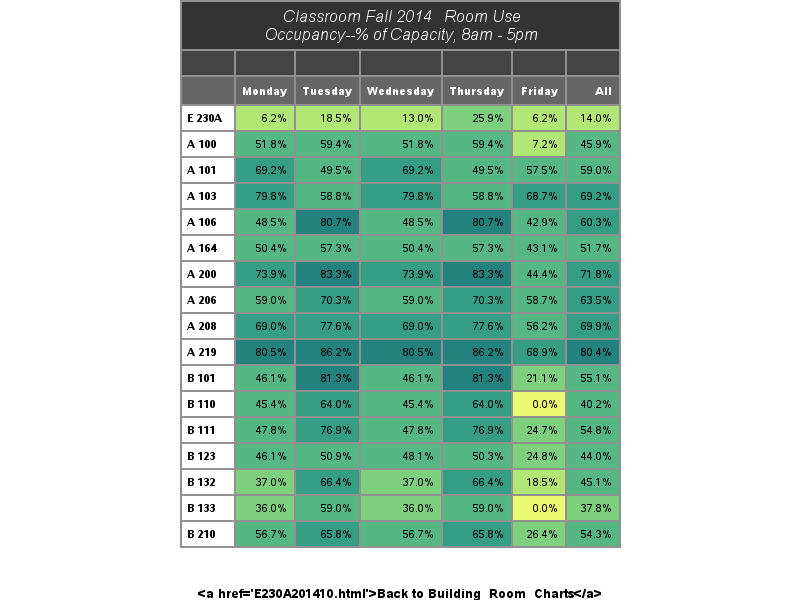 Classroom Fall 2014 Room Use
Occupancy--% of Capacity, 8am - 5pm
Monday Tuesday Wednesday Thursday Friday All
E 230A 6.2% 18.5% 13.0% 25.9% 6.2% 14.0%
A 100 51.8% 59.4% 51.8% 59.4% 7.2% 45.9%
A 101 69.2% 49.5% 69.2% 49.5% 57.5% 59.0%
A 103 79.8% 58.8% 79.8% 58.8% 68.7% 69.2%
A 106 48.5% 80.7% 48.5% 80.7% 42.9% 60.3%
A 164 50.4% 57.3% 50.4% 57.3% 43.1% 51.7%
A 200 73.9% 83.3% 73.9% 83.3% 44.4% 71.8%
A 206 59.0% 70.3% 59.0% 70.3% 58.7% 63.5%
A 208 69.0% 77.6% 69.0% 77.6% 56.2% 69.9%
A 219 80.5% 86.2% 80.5% 86.2% 68.9% 80.4%
B 101 46.1% 81.3% 46.1% 81.3% 21.1% 55.1%
B 110 45.4% 64.0% 45.4% 64.0% 0.0% 40.2%
B 111 47.8% 76.9% 47.8% 76.9% 24.7% 54.8%
B 123 46.1% 50.9% 48.1% 50.3% 24.8% 44.0%
B 132 37.0% 66.4% 37.0% 66.4% 18.5% 45.1%
B 133 36.0% 59.0% 36.0% 59.0% 0.0% 37.8%
B 210 56.7% 65.8% 56.7% 65.8% 26.4% 54.3%
<a href='E230A201410.html'>Back to Building Room Charts</a>